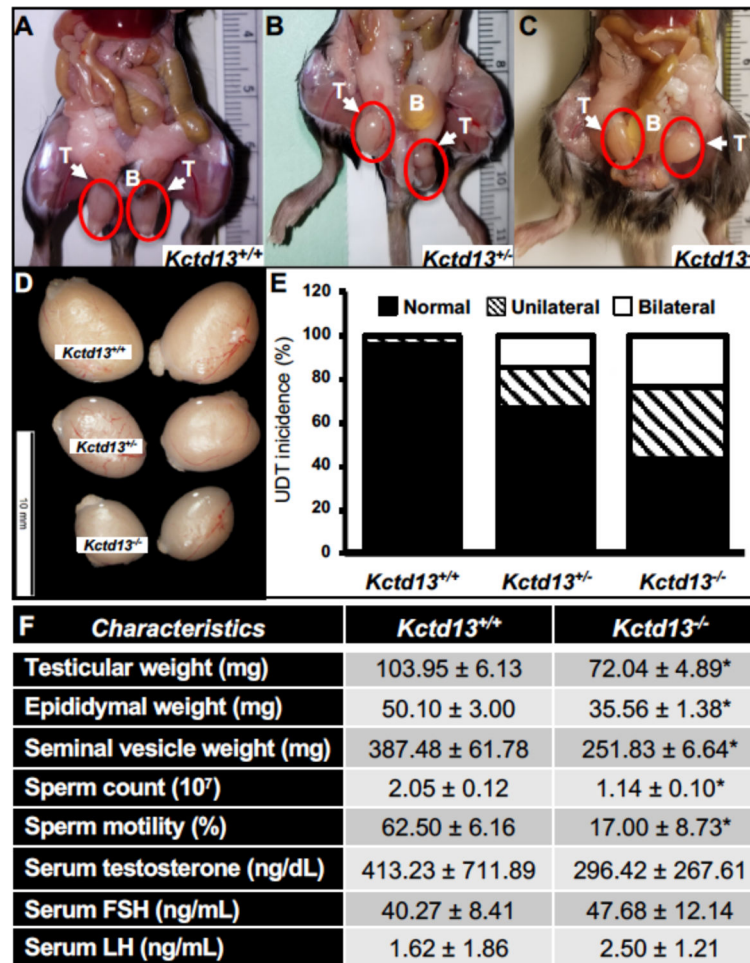 A
B
C
T
B
T
T
B
T
T
B
T
Kctd13+/+
Kctd13+/-
Kctd13-
D
Kctd13+/+
Kctd13+/-
Kctd13-/-
10 mm
E
120
100
80
60
40
20
0
UDT inicidence (%)
Normal Unilateral Bilateral
Kctd13+/+ Kctd13+/- Kctd13-/-
F Characteristics Kctd13+/+ Kctd13-/-
Testicular weight (mg) 103.95 ± 6.13 72.04 ± 4.89*
Epididymal weight (mg) 50.10 ± 3.00 35.56 ± 1.38*
Seminal vesicle weight (mg) 387.48 ± 61.78 251.83 ± 6.64*
Sperm count (10⁷) 2.05 ± 0.12 1.14 ± 0.10*
Sperm motility (%) 62.50 ± 6.16 17.00 ± 8.73*
Serum testosterone (ng/dL) 413.23 ± 711.89 296.42 ± 267.61
Serum FSH (ng/mL) 40.27 ± 8.41 47.68 ± 12.14
Serum LH (ng/mL) 1.62 ± 1.86 2.50 ± 1.21